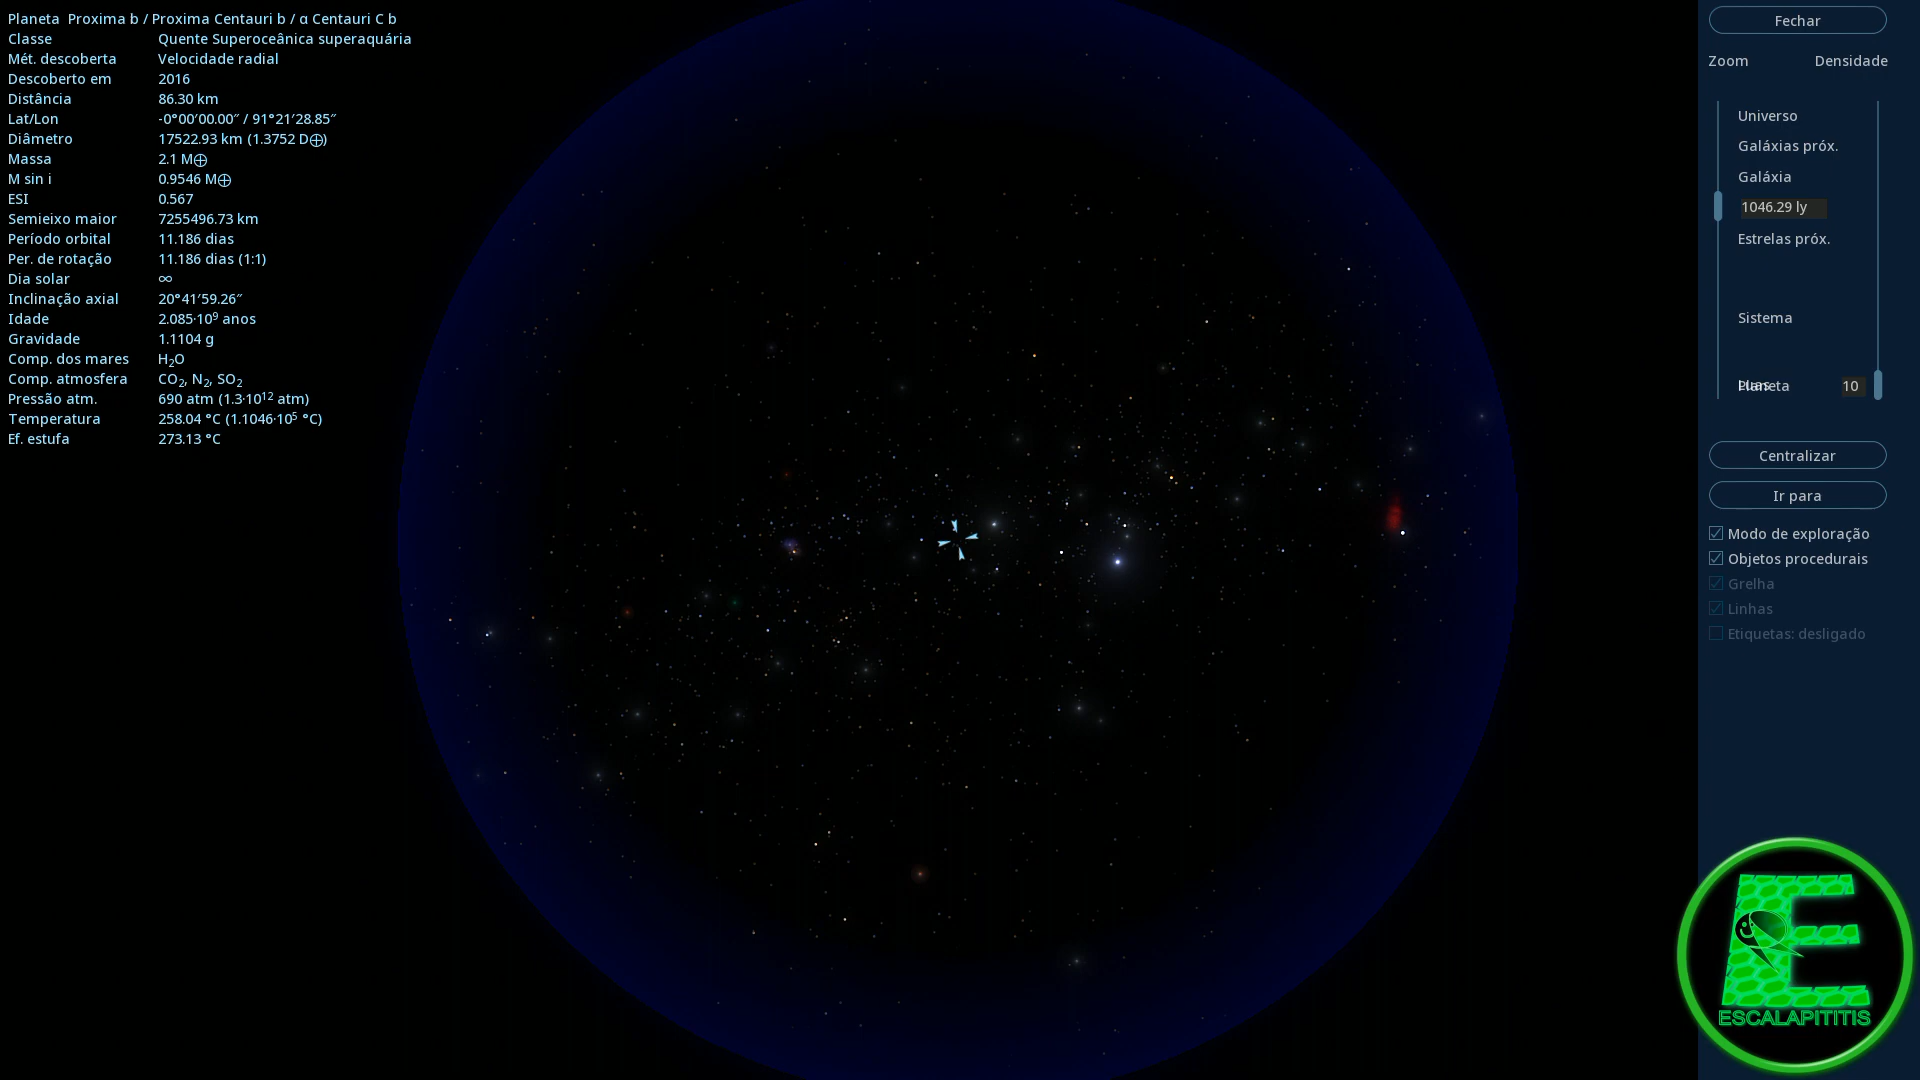 Planeta Proxima b / Proxima Centauri b / α Centauri C b
Classe Quente Superoceânica superaquária
Mét. descoberta Velocidade radial
Descoberto em 2016
Distância 86.30 km
Lat/Lon -0°00′00.00″ / 91°21′28.85″
Diâmetro 17522.93 km (1.3752 D⊕)
Massa 2.1 M⊕
M sin i 0.9546 M⊕
ESI 0.567
Semieixo maior 7255496.73 km
Período orbital 11.186 dias
Per. de rotação 11.186 dias (1:1)
Dia solar ∞
Inclinação axial 20°41′59.26″
Idade 2.085·10⁹ anos
Gravidade 1.1104 g
Comp. dos mares H₂O
Comp. atmosfera CO₂, N₂, SO₂
Pressão atm. 690 atm (1.3·10¹² atm)
Temperatura 258.04 °C (1.1046·10⁵ °C)
Ef. estufa 273.13 °C
Fechar
Zoom Densidade
Universo
Galáxias próx.
Galáxia
1046.29 ly
Estrelas próx.
Sistema
Planeta 10
Centralizar
Ir para
Modo de exploração
Objetos procedurais
Grelha
Linhas
Etiquetas: desligado
E
ESCALAPITITIS